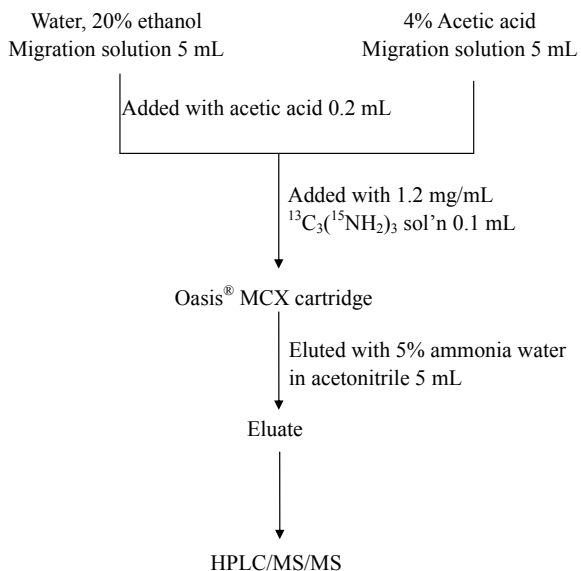 Water, 20% ethanol
Migration solution 5 mL
4% Acetic acid
Migration solution 5 mL
Added with acetic acid 0.2 mL
Added with 1.2 mg/mL
¹³C₃(¹⁵NH₂)₃ sol'n 0.1 mL
Oasis® MCX cartridge
Eluted with 5% ammonia water
in acetonitrile 5 mL
Eluate
HPLC/MS/MS